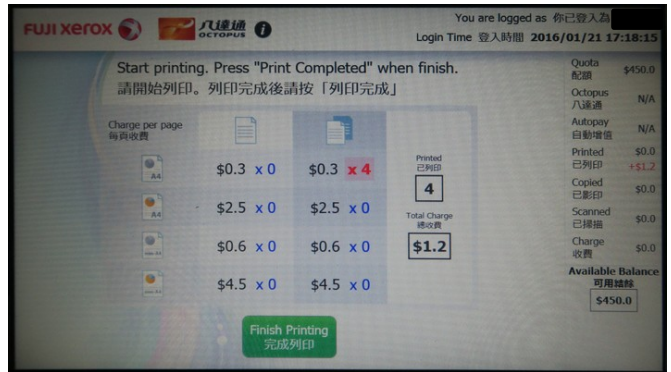 FUJI XEROX
八達通
OCTOPUS
i
You are logged as 你已登入為
Login Time 登入時間 2016/01/21 17:18:15
Start printing. Press "Print Completed" when finish.
請開始列印。列印完成後請按「列印完成」
Charge per page
每頁收費
A4
$0.3 x 0
$0.3 x 4
A4
$2.5 x 0
$2.5 x 0
$0.6 x 0
$0.6 x 0
$4.5 x 0
$4.5 x 0
Printed
已列印
4
Total Charge
總收費
$1.2
Finish Printing
完成列印
Quota
配額
$450.0
Octopus
八達通
N/A
Autopay
自動增值
N/A
Printed
已列印
$0.0
+$1.2
Copied
已影印
$0.0
Scanned
已掃描
$0.0
Charge
收費
$0.0
Available Balance
可用結餘
$450.0